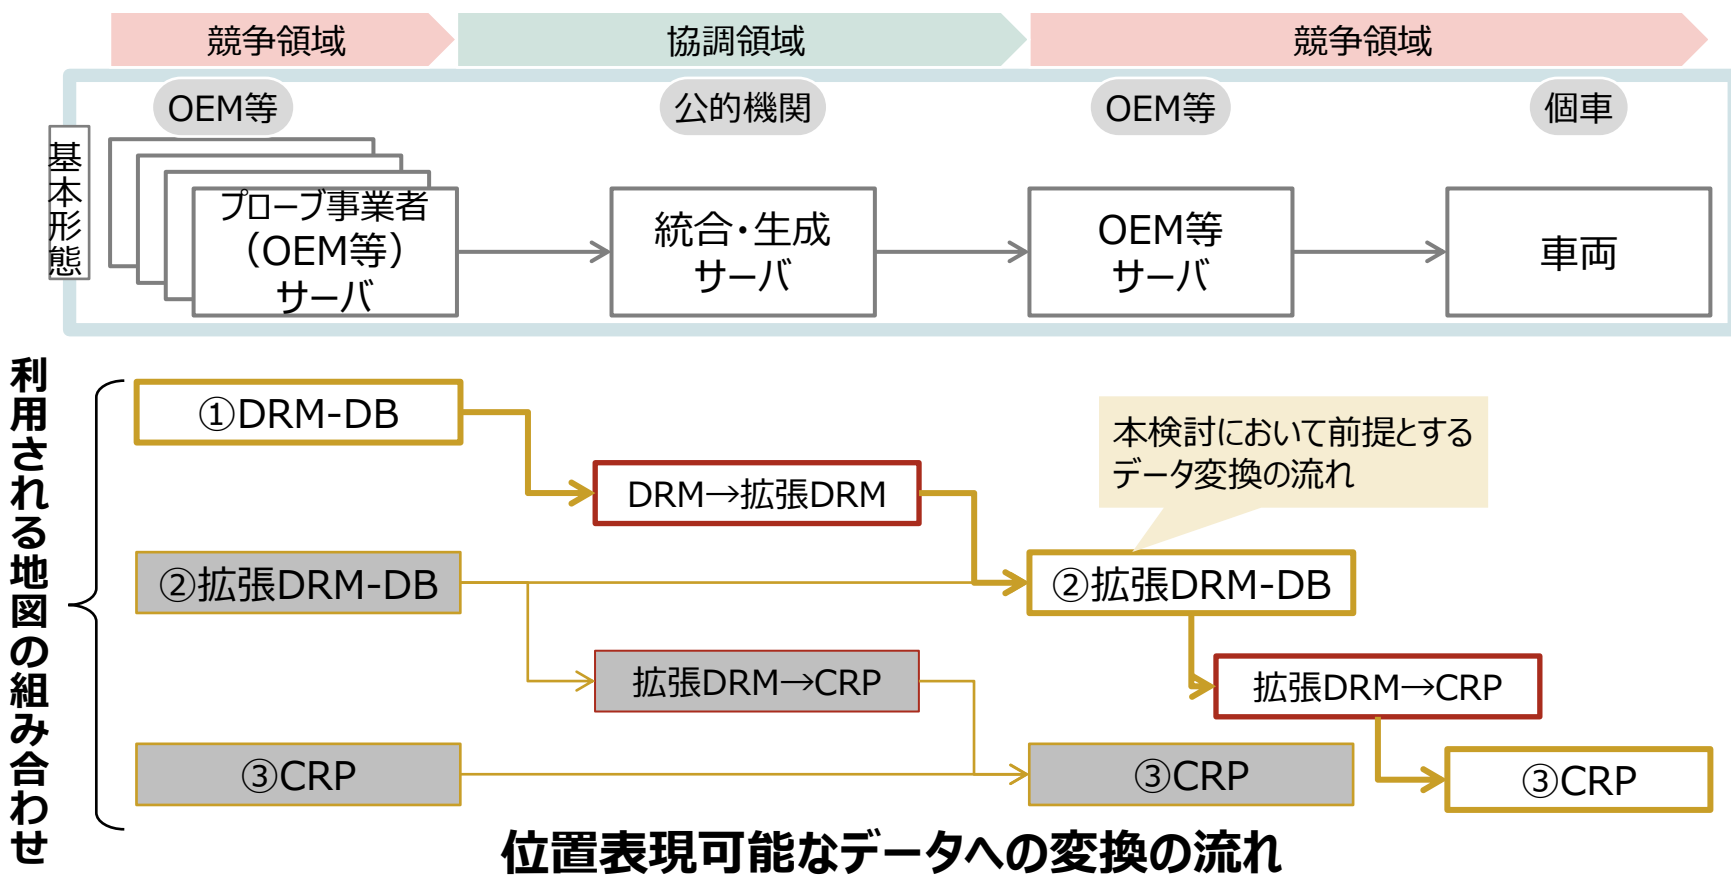 競争領域
協調領域
競争領域
OEM等
公的機関
OEM等
個車
基本形態
プローブ事業者
（OEM等）
サーバ
統合・生成
サーバ
OEM等
サーバ
車両
利用される地図の組み合わせ
①DRM-DB
本検討において前提とする
データ変換の流れ
DRM→拡張DRM
②拡張DRM-DB
②拡張DRM-DB
拡張DRM→CRP
拡張DRM→CRP
③CRP
③CRP
③CRP
位置表現可能なデータへの変換の流れ